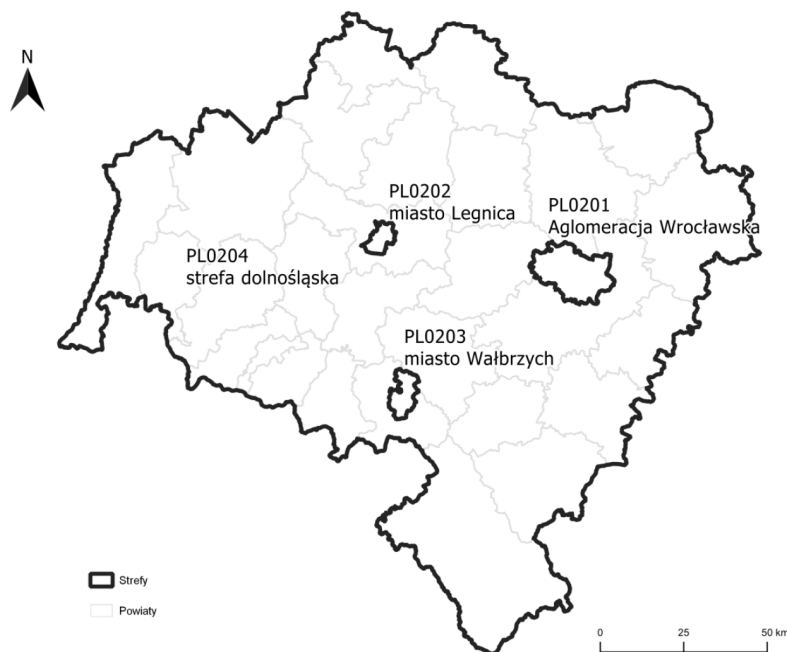 N
PL0202
miasto Legnica
PL0201
Aglomeracja Wrocławska
PL0204
strefa dolnośląska
PL0203
miasto Wałbrzych
Strefy
Powiaty
0 25 50 km